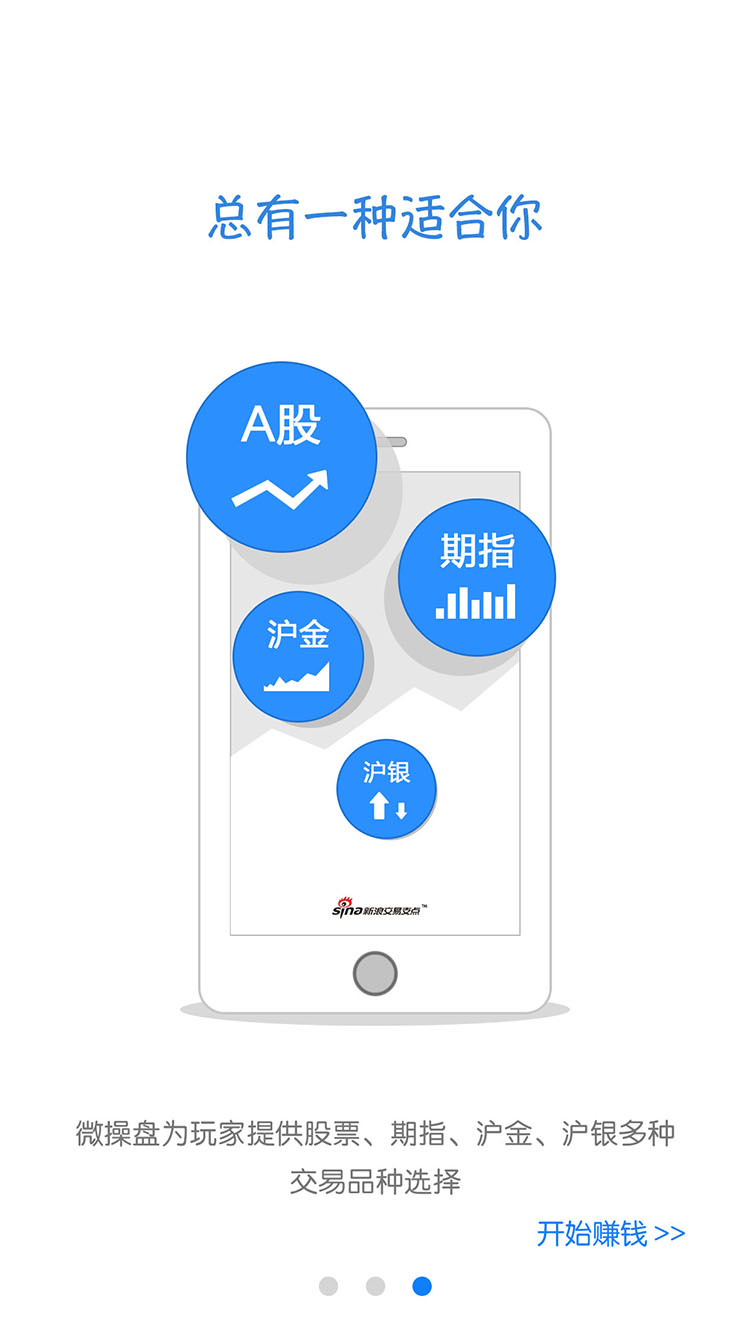 总有一种适合你
A股
期指
沪金
沪银
sina新浪交易支点™
微操盘为玩家提供股票、期指、沪金、沪银多种
交易品种选择
开始赚钱 >>